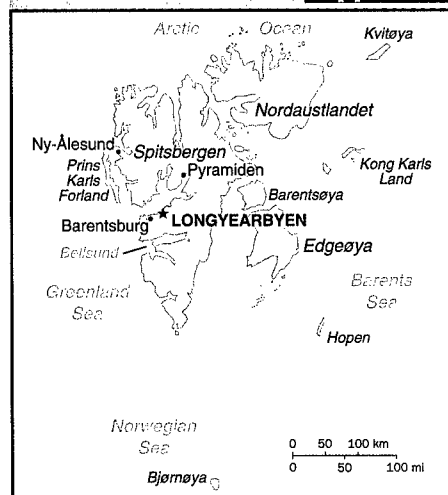 Arctic Ocean
Kvitøya
Nordaustlandet
Ny-Ålesund
Spitsbergen
Kong Karls
Land
Prins
Karls
Forland
Pyramiden
Barentsøya
Barentsburg
LONGYEARBYEN
Bellsund
Edgeøya
Greenland
Sea
Barents
Sea
Hopen
Norwegian
Sea
0 50 100 km
0 50 100 mi
Bjørnøya